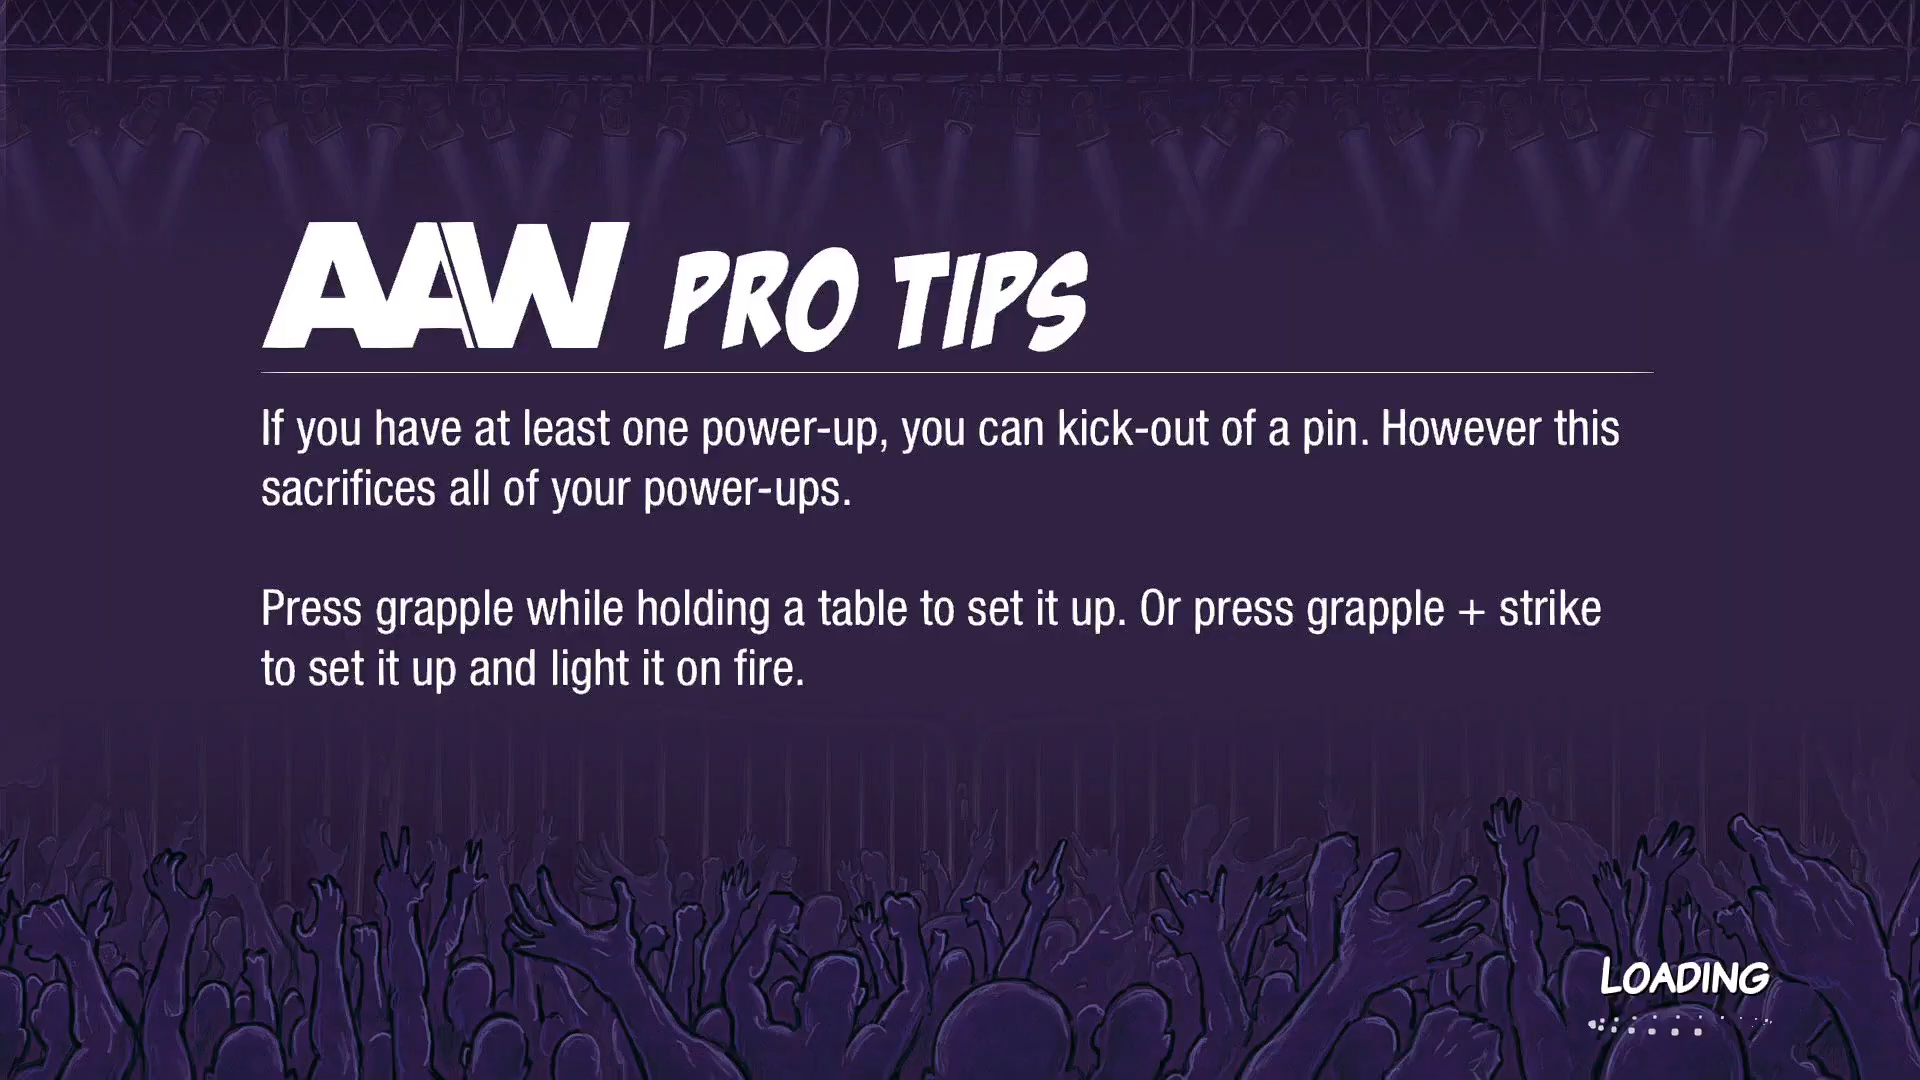 AAW PRO TIPS
If you have at least one power-up, you can kick-out of a pin. However this
sacrifices all of your power-ups.
Press grapple while holding a table to set it up. Or press grapple + strike
to set it up and light it on fire.
LOADING